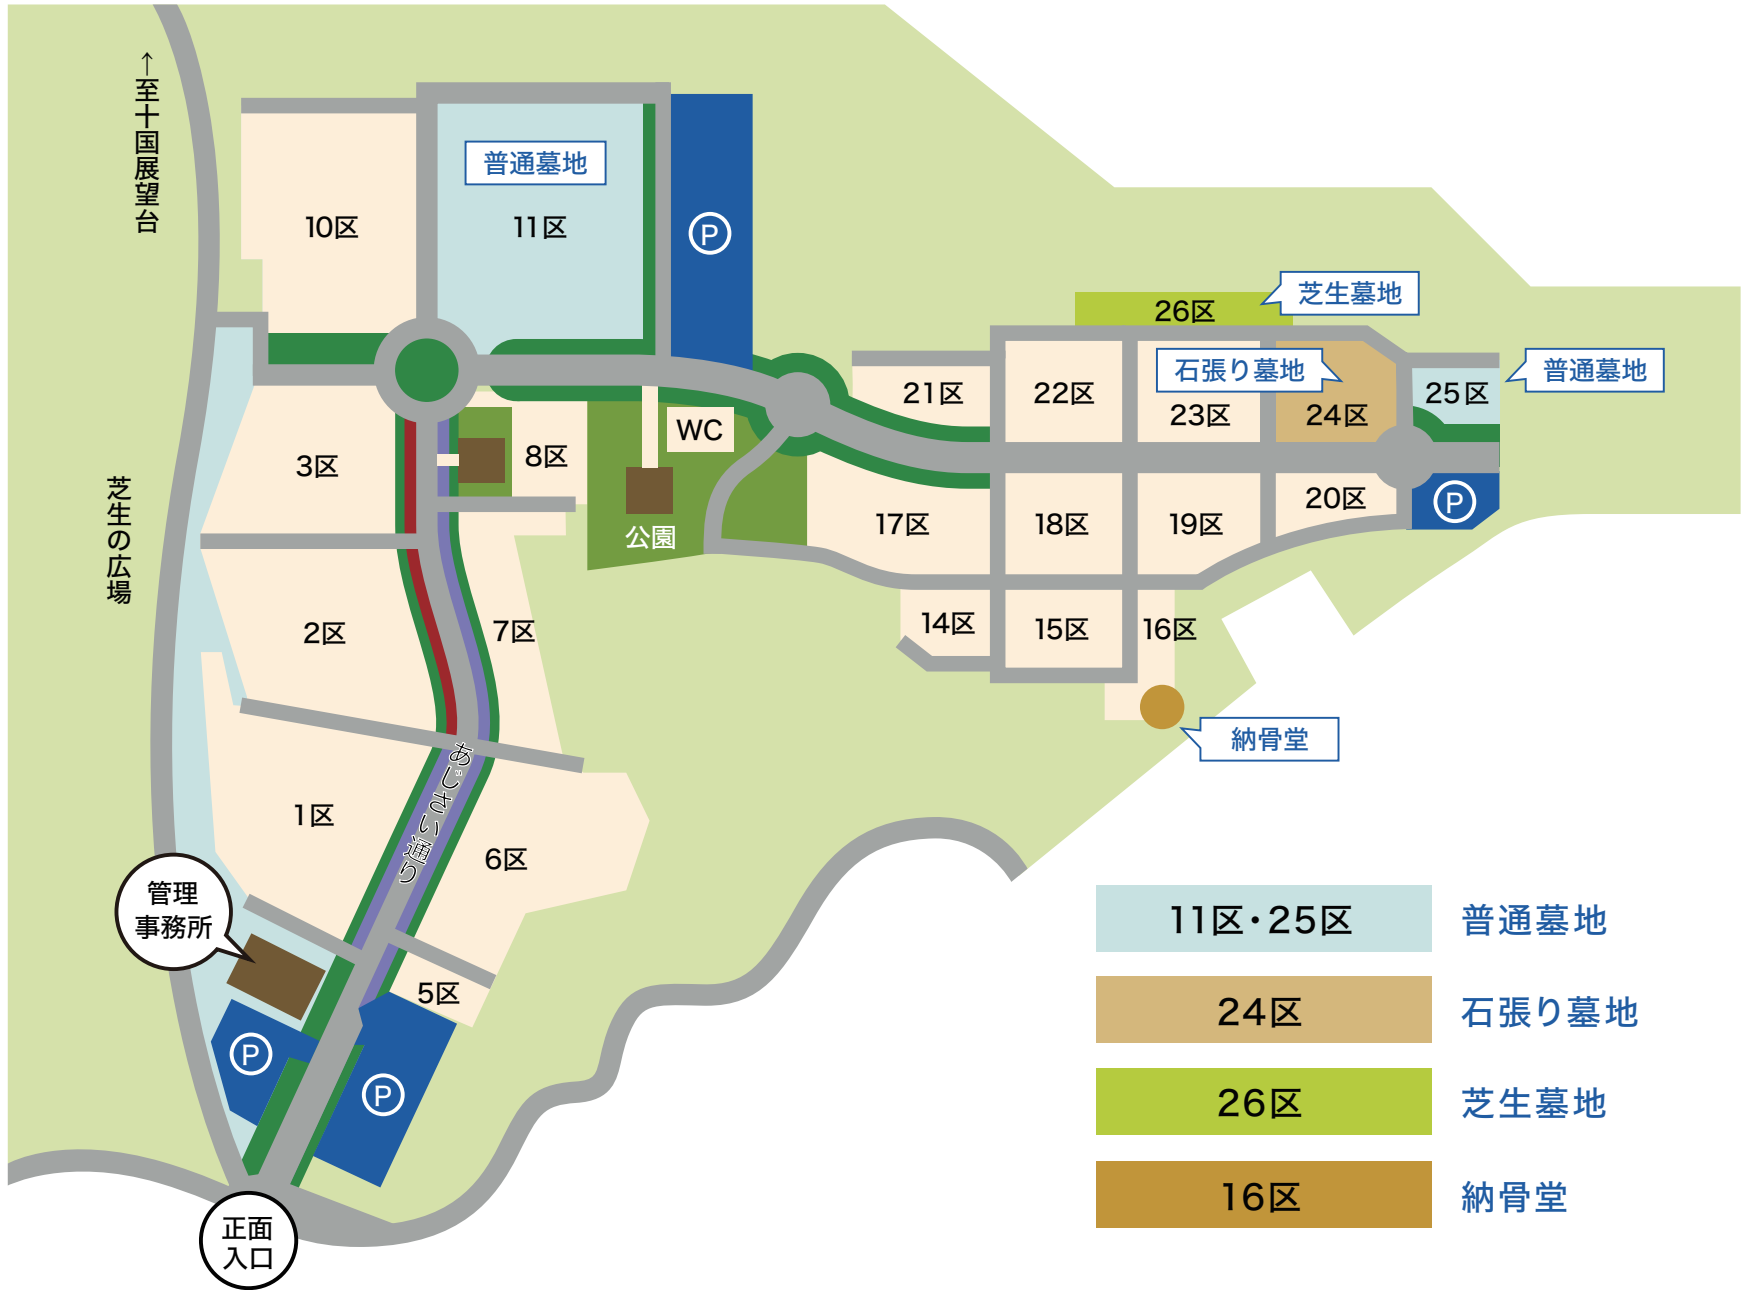 ←至十国展望台
普通墓地
10区
11区
P
芝生墓地
26区
石張り墓地
普通墓地
21区
22区
23区
24区
25区
WC
3区
8区
公園
17区
18区
19区
20区
P
芝生の広場
2区
7区
14区
15区
16区
納骨堂
あじさい通り
1区
6区
管理
事務所
5区
P
P
正面
入口
11区・25区
普通墓地
24区
石張り墓地
26区
芝生墓地
16区
納骨堂